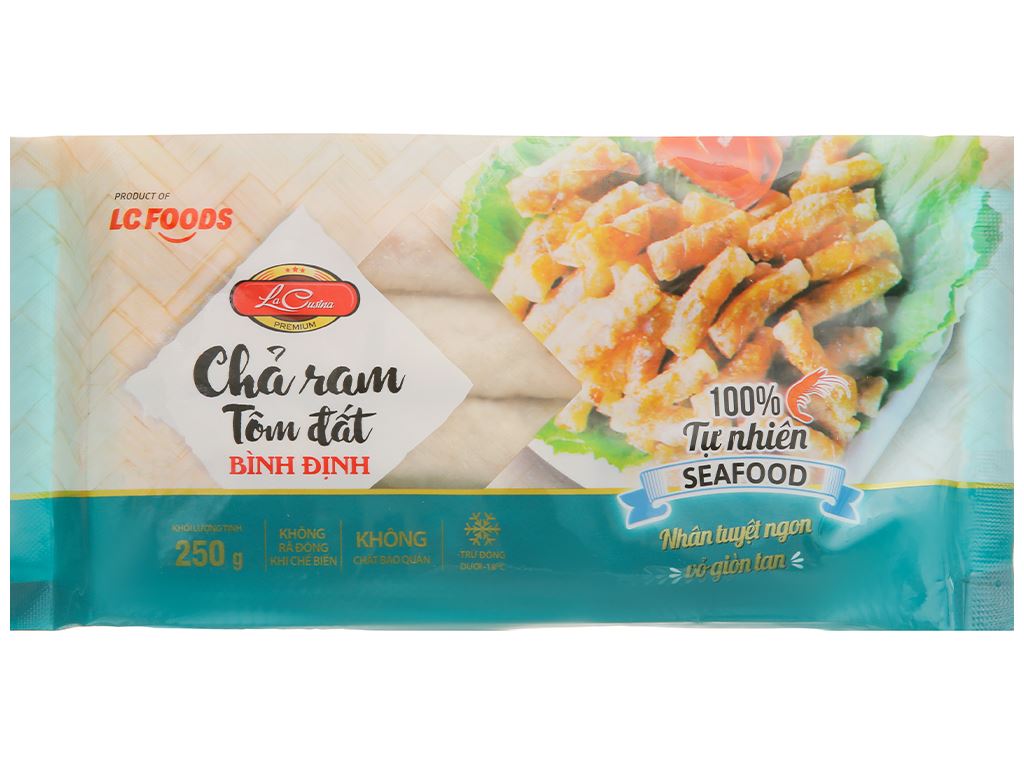 PRODUCT OF
LC FOODS
La Cusina
PREMIUM
Chả ram
Tôm đất
BÌNH ĐỊNH
100%
Tự nhiên
SEAFOOD
Nhân tuyệt ngon
vỏ giòn tan
KHỐI LƯỢNG TỊNH
250 g
KHÔNG
RÃ ĐÔNG
KHI CHẾ BIẾN
KHÔNG
CHẤT BẢO QUẢN
TRỮ ĐÔNG
DƯỚI -18°C